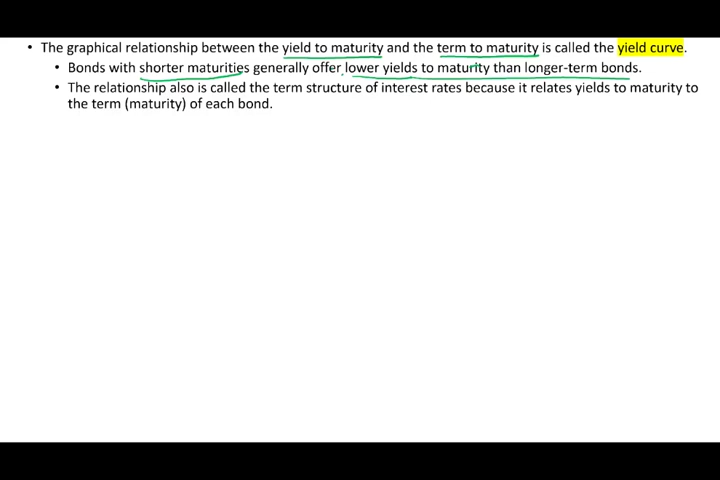 • The graphical relationship between the yield to maturity and the term to maturity is called the yield curve.
• Bonds with shorter maturities generally offer lower yields to maturity than longer-term bonds.
• The relationship also is called the term structure of interest rates because it relates yields to maturity to
the term (maturity) of each bond.